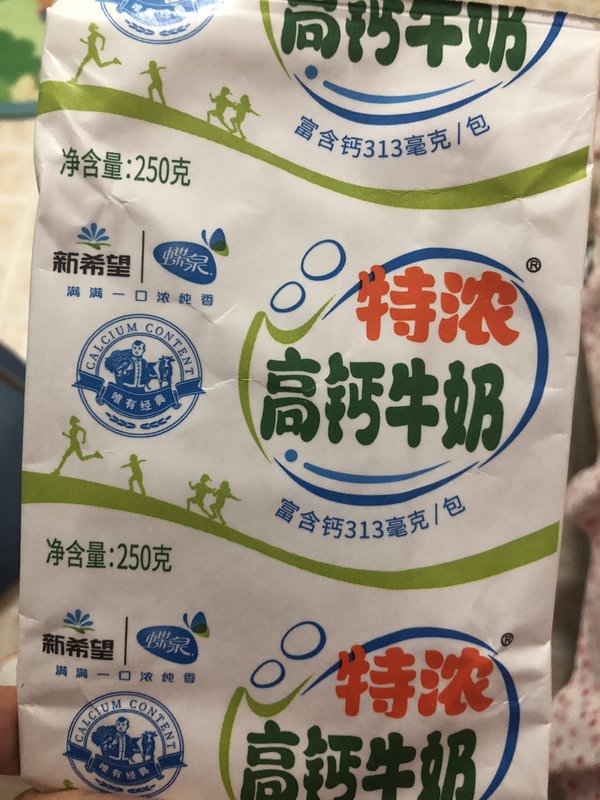 高钙牛奶
富含钙313毫克/包
净含量:250克
新希望 蝶泉
满满一口浓纯香
CALCIUM CONTENT
唯有经典
特浓®
高钙牛奶
富含钙313毫克/包
净含量:250克
新希望 蝶泉
满满一口浓纯香
CALCIUM CONTENT
唯有经典
特浓®
高钙牛奶